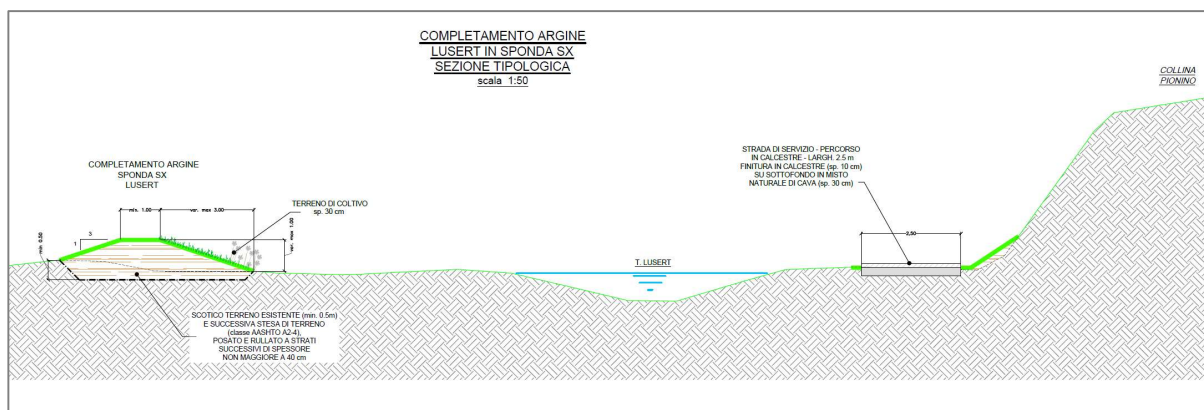 COMPLETAMENTO ARGINE
LUSERT IN SPONDA SX
SEZIONE TIPOLOGICA
scala 1:50
COLLINA
PIONINO
COMPLETAMENTO ARGINE
SPONDA SX
LUSERT
min. 1.00
var. max 3.00
TERRENO DI COLTIVO
sp. 30 cm
3
1
min. 0.50
var. max 1.00
SCOTICO TERRENO ESISTENTE (min. 0.5m)
E SUCCESSIVA STESA DI TERRENO
(classe AASHTO A2-4),
POSATO E RULLATO A STRATI
SUCCESSIVI DI SPESSORE
NON MAGGIORE A 40 cm
T. LUSERT
STRADA DI SERVIZIO - PERCORSO
IN CALCESTRE - LARGH. 2.5 m
FINITURA IN CALCESTRE (sp. 10 cm)
SU SOTTOFONDO IN MISTO
NATURALE DI CAVA (sp. 30 cm)
2,50